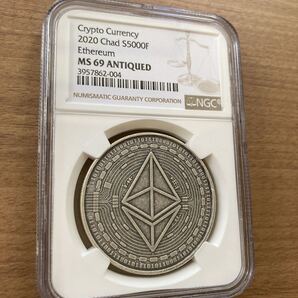 Crypto Currency
2020 Chad S5000F
Ethereum
MS 69 ANTIQUED
3957862-004
NUMISMATIC GUARANTY CORPORATION
NGC